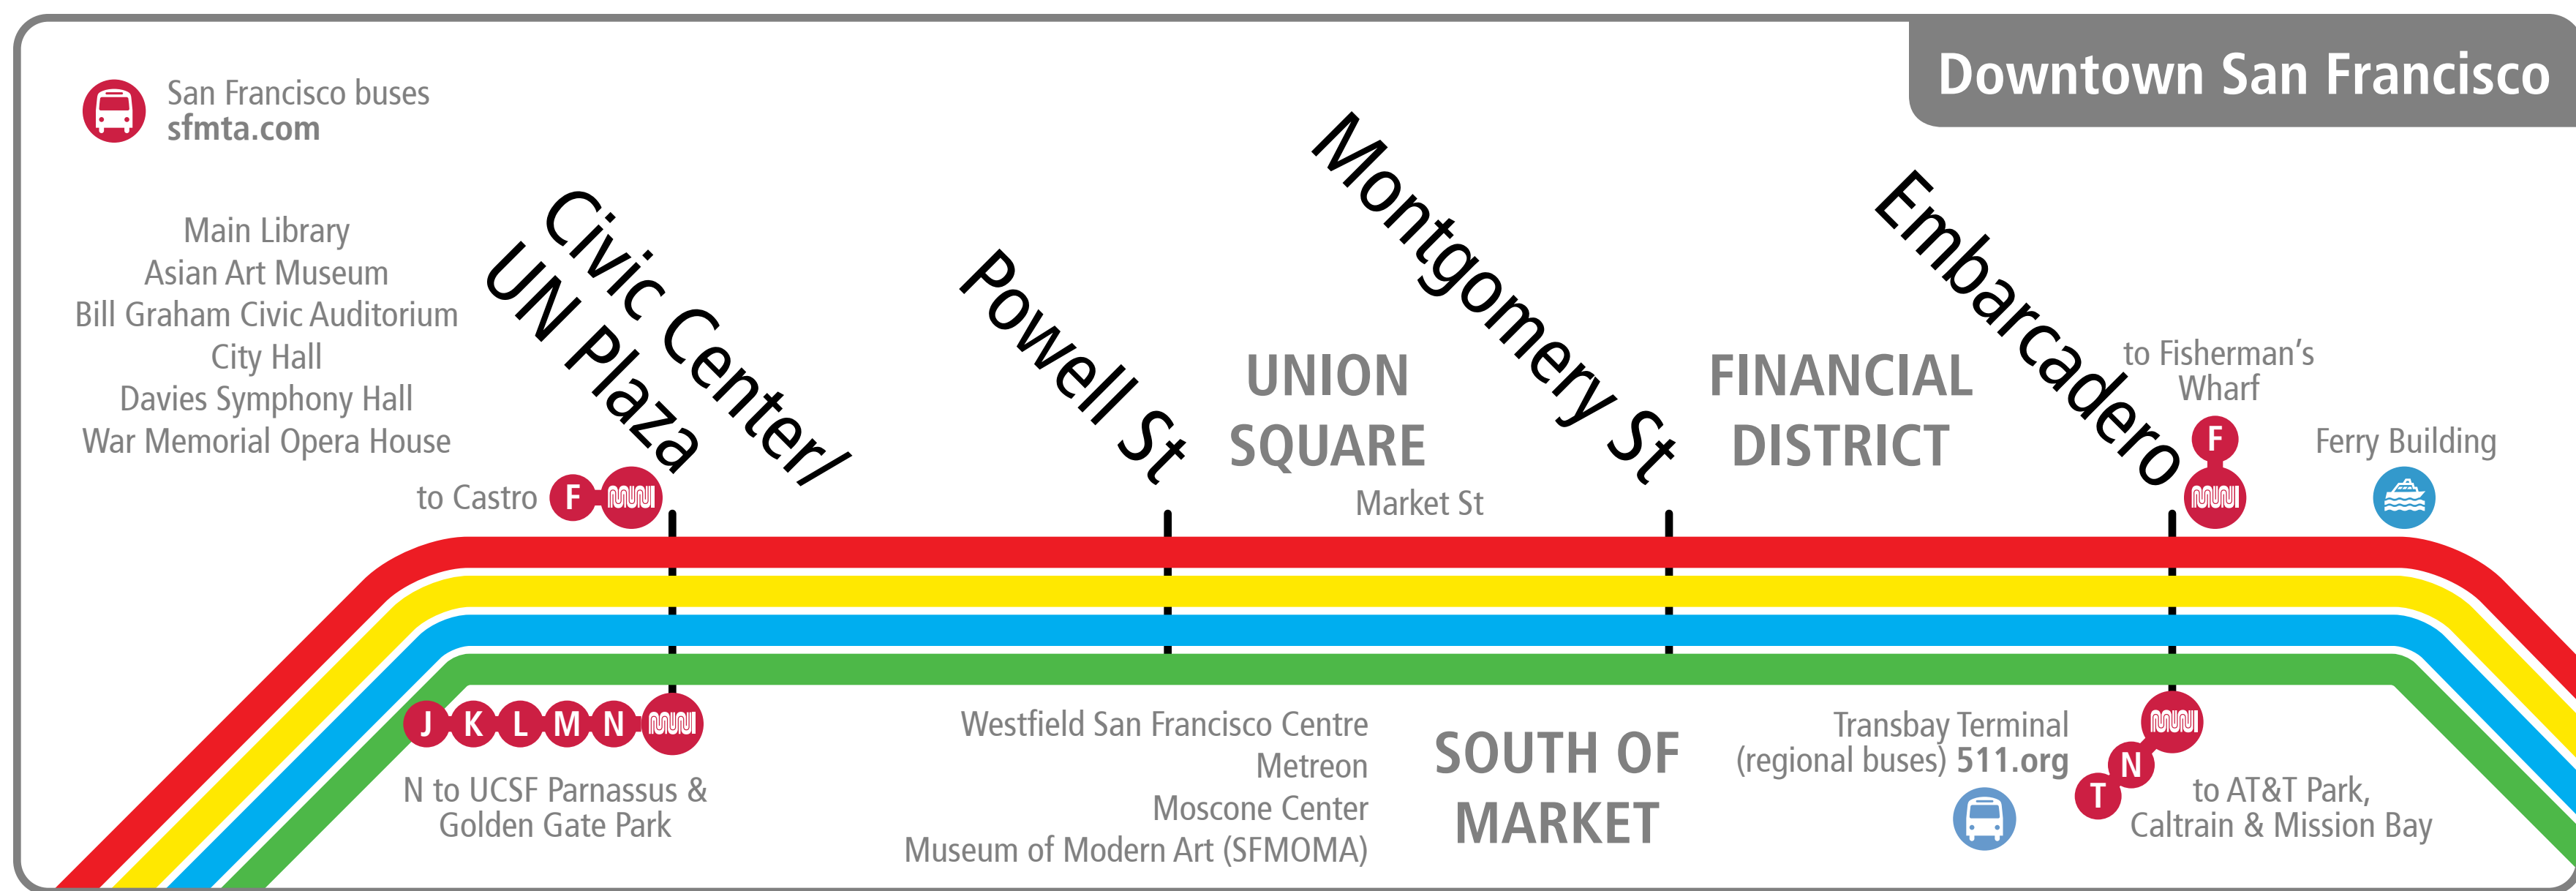 Downtown San Francisco
San Francisco buses
sfmta.com
Main Library
Asian Art Museum
Bill Graham Civic Auditorium
City Hall
Davies Symphony Hall
War Memorial Opera House
to Castro
F
MUNI
Civic Center/
UN Plaza
Powell St
UNION
SQUARE
Market St
Montgomery St
FINANCIAL
DISTRICT
Embarcadero
to Fisherman's
Wharf
F
MUNI
Ferry Building
J K L M N MUNI
N to UCSF Parnassus &
Golden Gate Park
Westfield San Francisco Centre
Metreon
Moscone Center
Museum of Modern Art (SFMOMA)
SOUTH OF
MARKET
Transbay Terminal
(regional buses) 511.org
MUNI
N
T
to AT&T Park,
Caltrain & Mission Bay